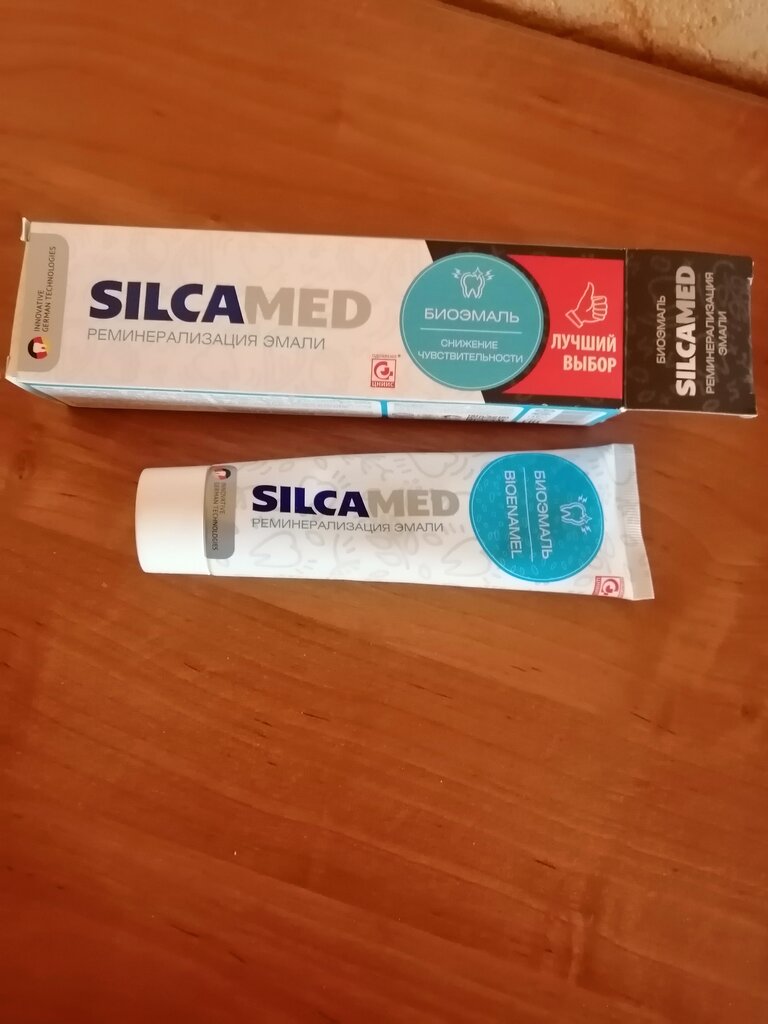 INNOVATIVE
GERMAN TECHNOLOGIES
SILCAMED
РЕМИНЕРАЛИЗАЦИЯ ЭМАЛИ
ЦНИИС
БИОЭМАЛЬ
СНИЖЕНИЕ
ЧУВСТВИТЕЛЬНОСТИ
ЛУЧШИЙ
ВЫБОР
БИОЭМАЛЬ
SILCAMED
РЕМИНЕРАЛИЗАЦИЯ
ЭМАЛИ
INNOVATIVE
GERMAN TECHNOLOGIES
SILCAMED
РЕМИНЕРАЛИЗАЦИЯ ЭМАЛИ
БИОЭМАЛЬ
BIOENAMEL